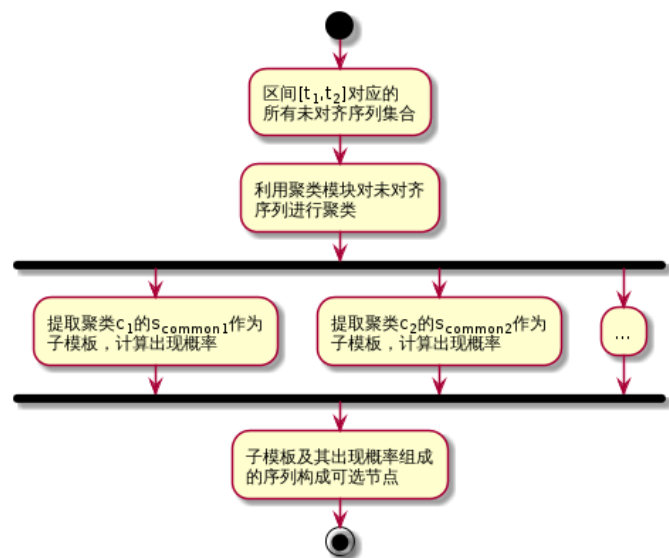 区间[t₁,t₂]对应的
所有未对齐序列集合
利用聚类模块对未对齐
序列进行聚类
提取聚类c₁的s_common1作为
子模板，计算出现概率
提取聚类c₂的s_common2作为
子模板，计算出现概率
...
子模板及其出现概率组成
的序列构成可选节点